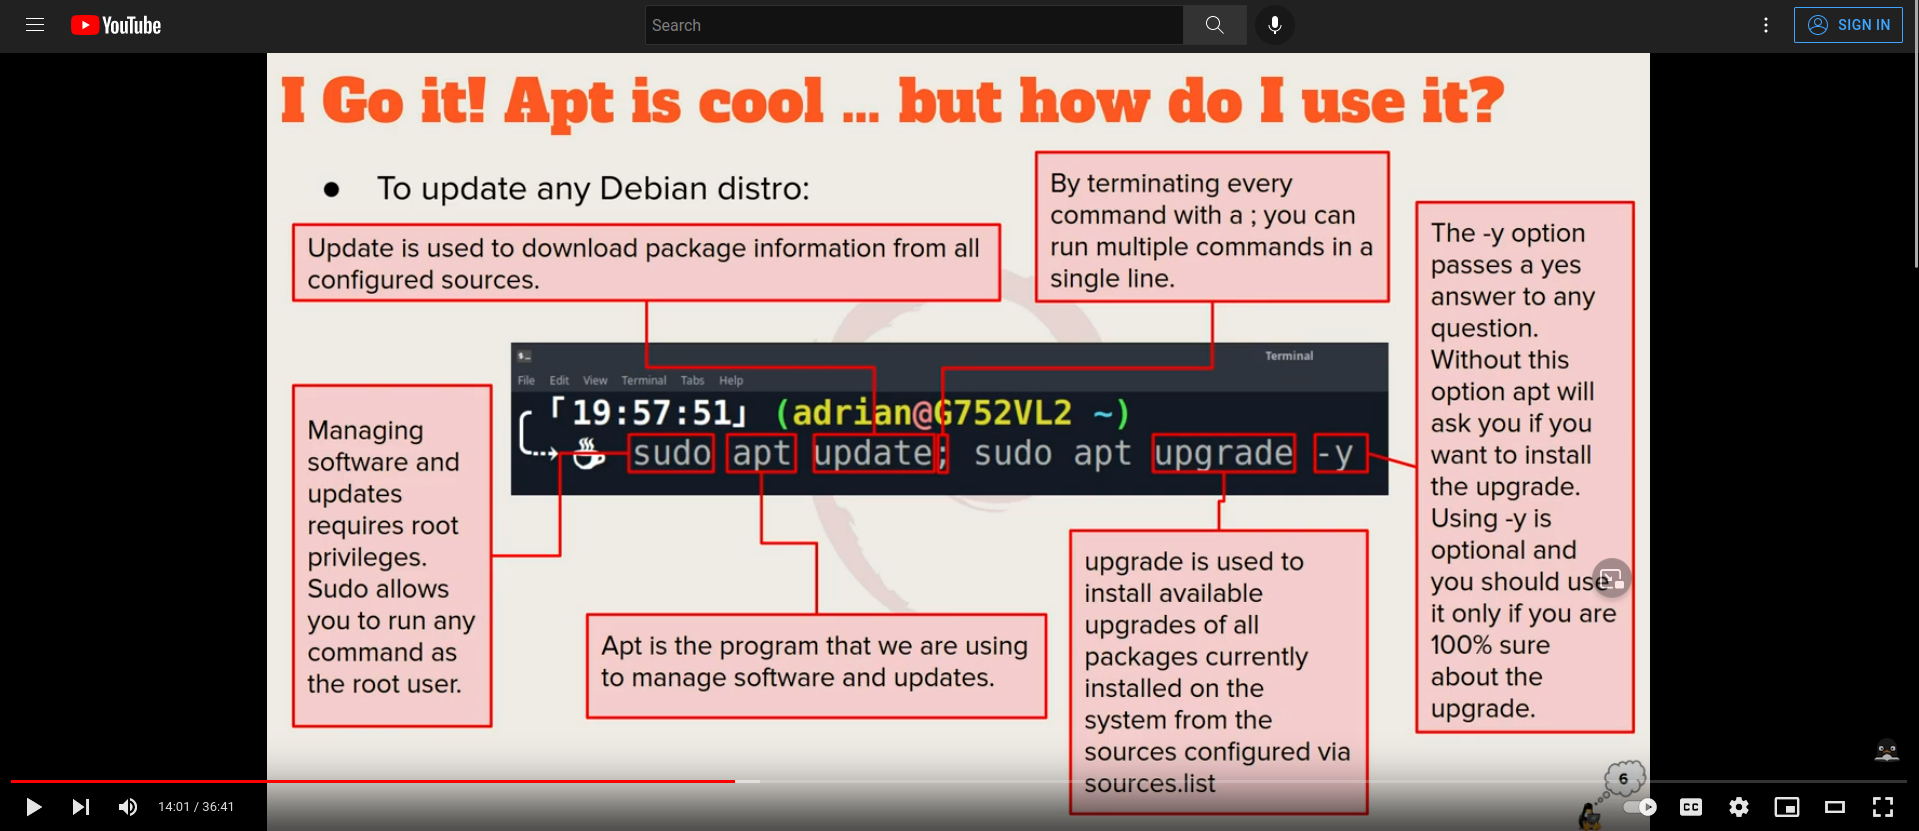 YouTube
Search
SIGN IN
I Go it! Apt is cool ... but how do I use it?
● To update any Debian distro:
Update is used to download package information from all
configured sources.
By terminating every
command with a ; you can
run multiple commands in a
single line.
The -y option
passes a yes
answer to any
question.
Without this
option apt will
ask you if you
want to install
the upgrade.
Using -y is
optional and
you should use
it only if you are
100% sure
about the
upgrade.
Terminal
File Edit View Terminal Tabs Help
「19:57:51」 (adrian@G752VL2 ~)
sudo apt update; sudo apt upgrade -y
Managing
software and
updates
requires root
privileges.
Sudo allows
you to run any
command as
the root user.
Apt is the program that we are using
to manage software and updates.
upgrade is used to
install available
upgrades of all
packages currently
installed on the
system from the
sources configured via
sources.list
6
14:01 / 36:41
CC